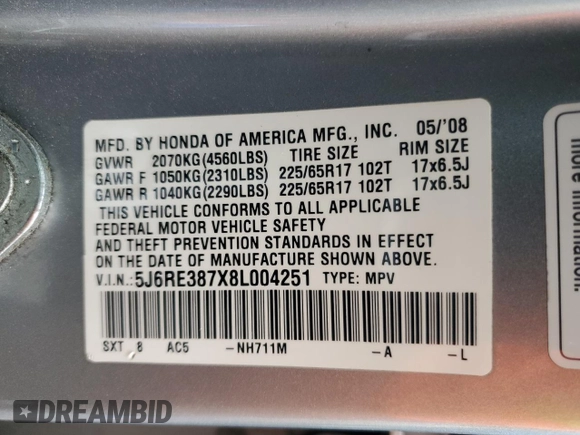 MFD. BY HONDA OF AMERICA MFG., INC. 05/'08
GVWR 2070KG(4560LBS) TIRE SIZE RIM SIZE
GAWR F 1050KG(2310LBS) 225/65R17 102T 17x6.5J
GAWR R 1040KG(2290LBS) 225/65R17 102T 17x6.5J
THIS VEHICLE CONFORMS TO ALL APPLICABLE
FEDERAL MOTOR VEHICLE SAFETY
AND THEFT PREVENTION STANDARDS IN EFFECT
ON THE DATE OF MANUFACTURE SHOWN ABOVE.
V.I.N.: 5J6RE387X8L004251 TYPE: MPV
SXT 8 AC5 -NH711M -A -L
more information.
DREAMBID